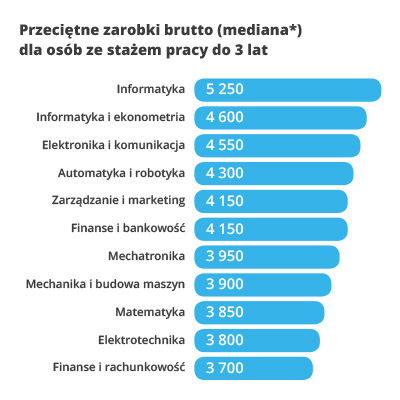 Przeciętne zarobki brutto (mediana*)
dla osób ze stażem pracy do 3 lat
Informatyka 5 250
Informatyka i ekonometria 4 600
Elektronika i komunikacja 4 550
Automatyka i robotyka 4 300
Zarządzanie i marketing 4 150
Finanse i bankowość 4 150
Mechatronika 3 950
Mechanika i budowa maszyn 3 900
Matematyka 3 850
Elektrotechnika 3 800
Finanse i rachunkowość 3 700